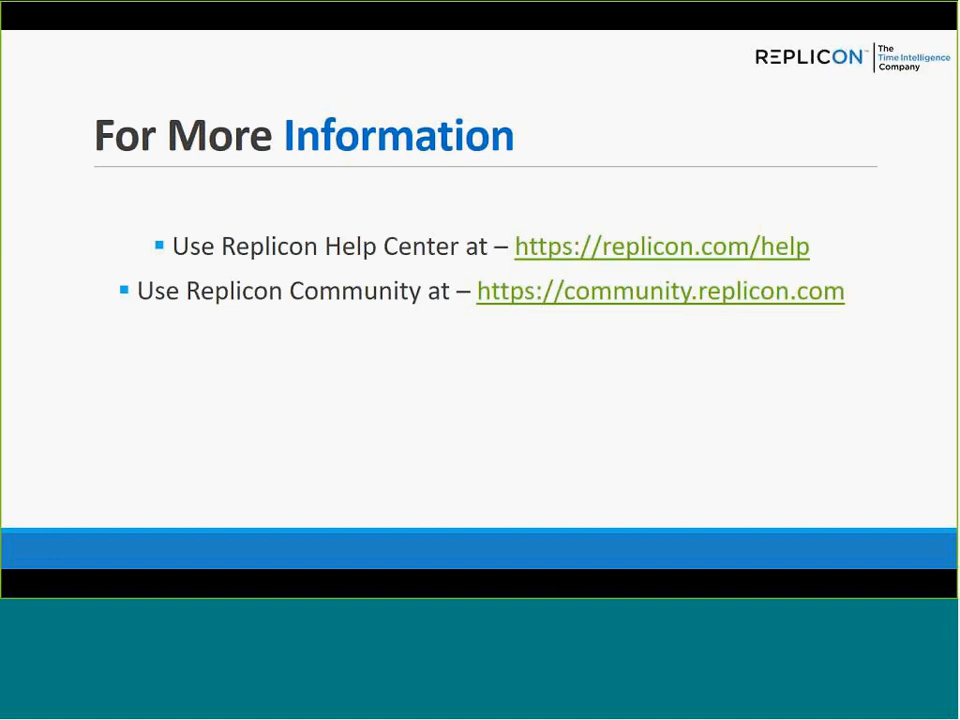 REPLICON™ The
Time Intelligence
Company
For More Information
▪ Use Replicon Help Center at – https://replicon.com/help
▪ Use Replicon Community at – https://community.replicon.com